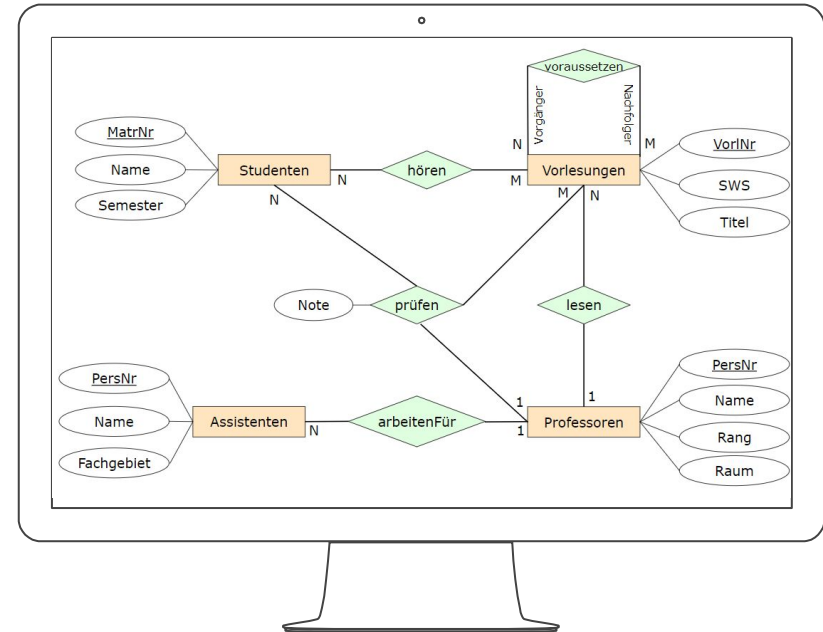 voraussetzen
Vorgänger
Nachfolger
N
M
MatrNr
Name
Semester
Studenten
N
hören
M
Vorlesungen
VorlNr
SWS
Titel
N
M
N
Note
prüfen
lesen
PersNr
Name
Fachgebiet
Assistenten
N
arbeitenFür
1
1
1
Professoren
PersNr
Name
Rang
Raum